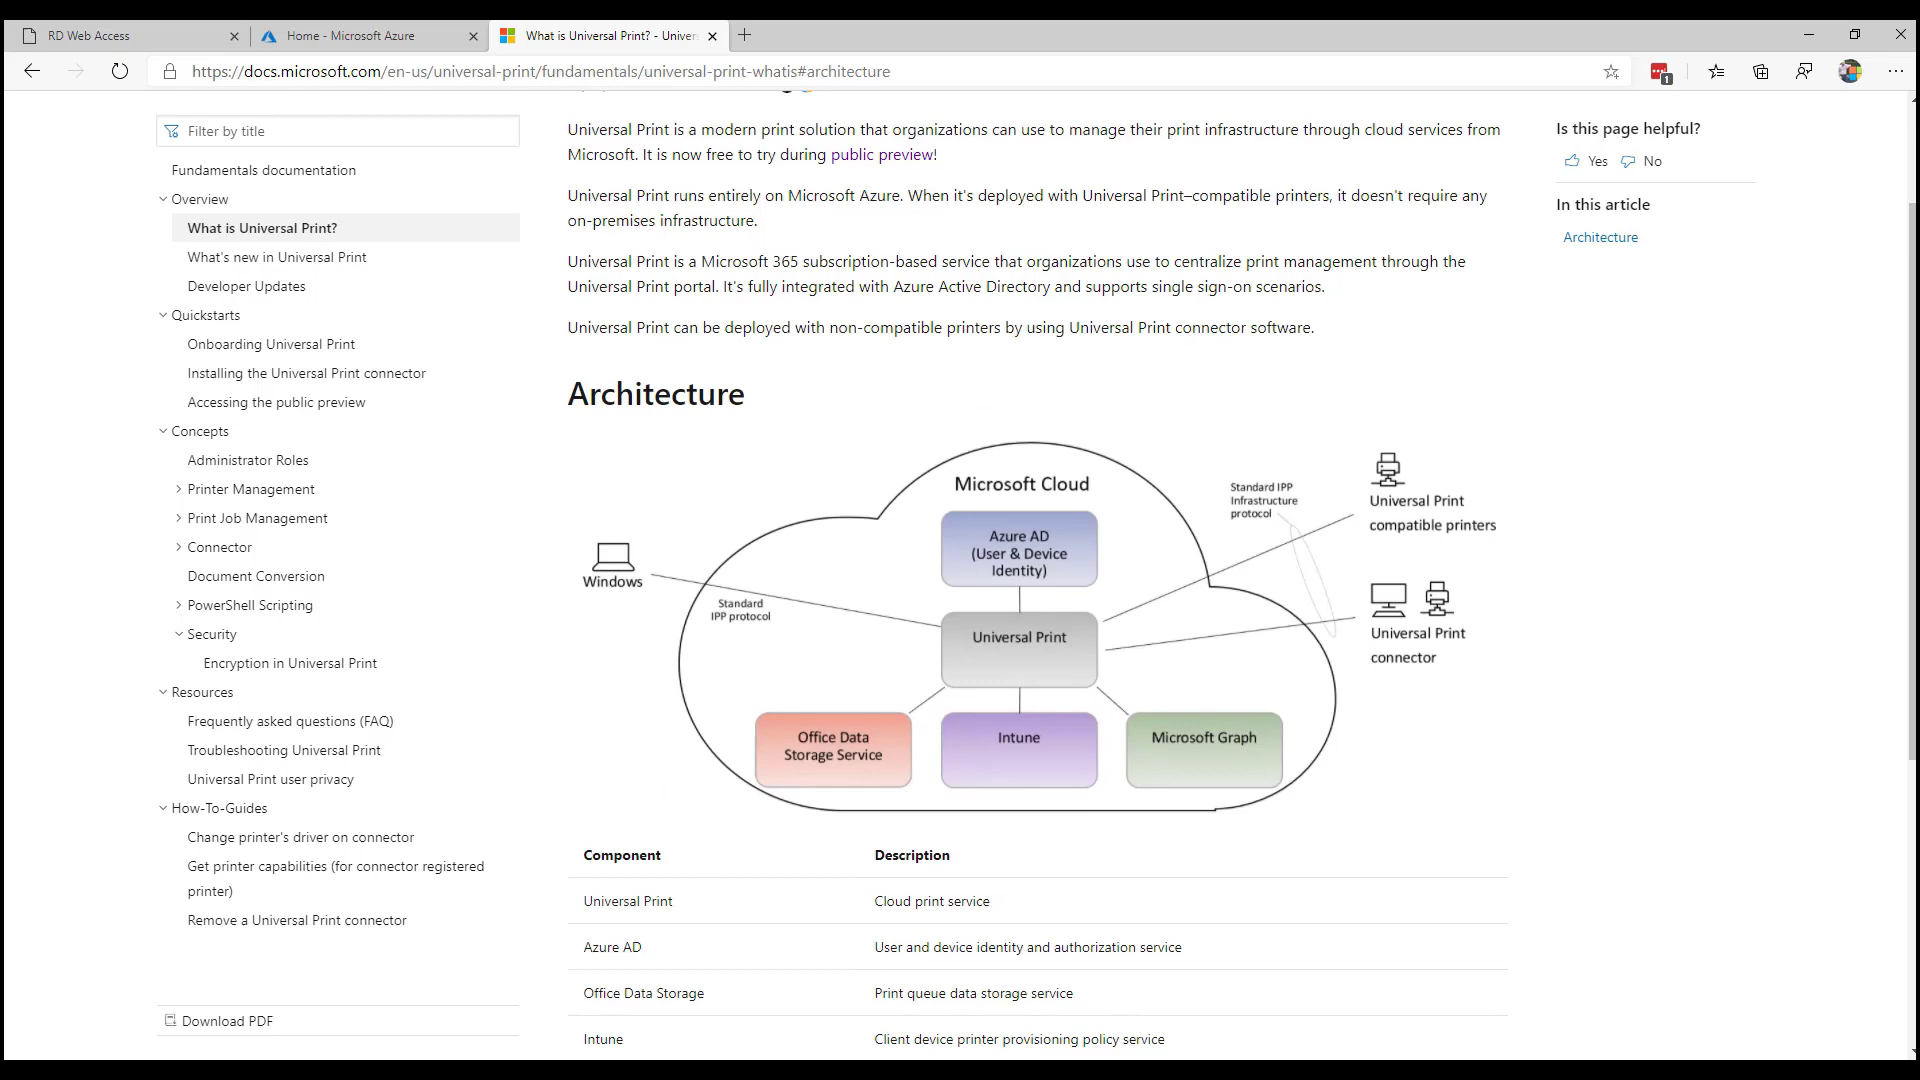 RD Web Access
Home - Microsoft Azure
What is Universal Print? - Univer
https://docs.microsoft.com/en-us/universal-print/fundamentals/universal-print-whatis#architecture
1
Filter by title
Fundamentals documentation
Overview
What is Universal Print?
What's new in Universal Print
Developer Updates
Quickstarts
Onboarding Universal Print
Installing the Universal Print connector
Accessing the public preview
Concepts
Administrator Roles
Printer Management
Print Job Management
Connector
Document Conversion
PowerShell Scripting
Security
Encryption in Universal Print
Resources
Frequently asked questions (FAQ)
Troubleshooting Universal Print
Universal Print user privacy
How-To-Guides
Change printer's driver on connector
Get printer capabilities (for connector registered
printer)
Remove a Universal Print connector
Download PDF
Universal Print is a modern print solution that organizations can use to manage their print infrastructure through cloud services from
Microsoft. It is now free to try during public preview!
Universal Print runs entirely on Microsoft Azure. When it's deployed with Universal Print–compatible printers, it doesn't require any
on-premises infrastructure.
Universal Print is a Microsoft 365 subscription-based service that organizations use to centralize print management through the
Universal Print portal. It's fully integrated with Azure Active Directory and supports single sign-on scenarios.
Universal Print can be deployed with non-compatible printers by using Universal Print connector software.
Architecture
Microsoft Cloud
Azure AD
(User & Device
Identity)
Windows
Standard
IPP protocol
Universal Print
Standard IPP
Infrastructure
protocol
Universal Print
compatible printers
Universal Print
connector
Office Data
Storage Service
Intune
Microsoft Graph
Component Description
Universal Print Cloud print service
Azure AD User and device identity and authorization service
Office Data Storage Print queue data storage service
Intune Client device printer provisioning policy service
Is this page helpful?
Yes No
In this article
Architecture